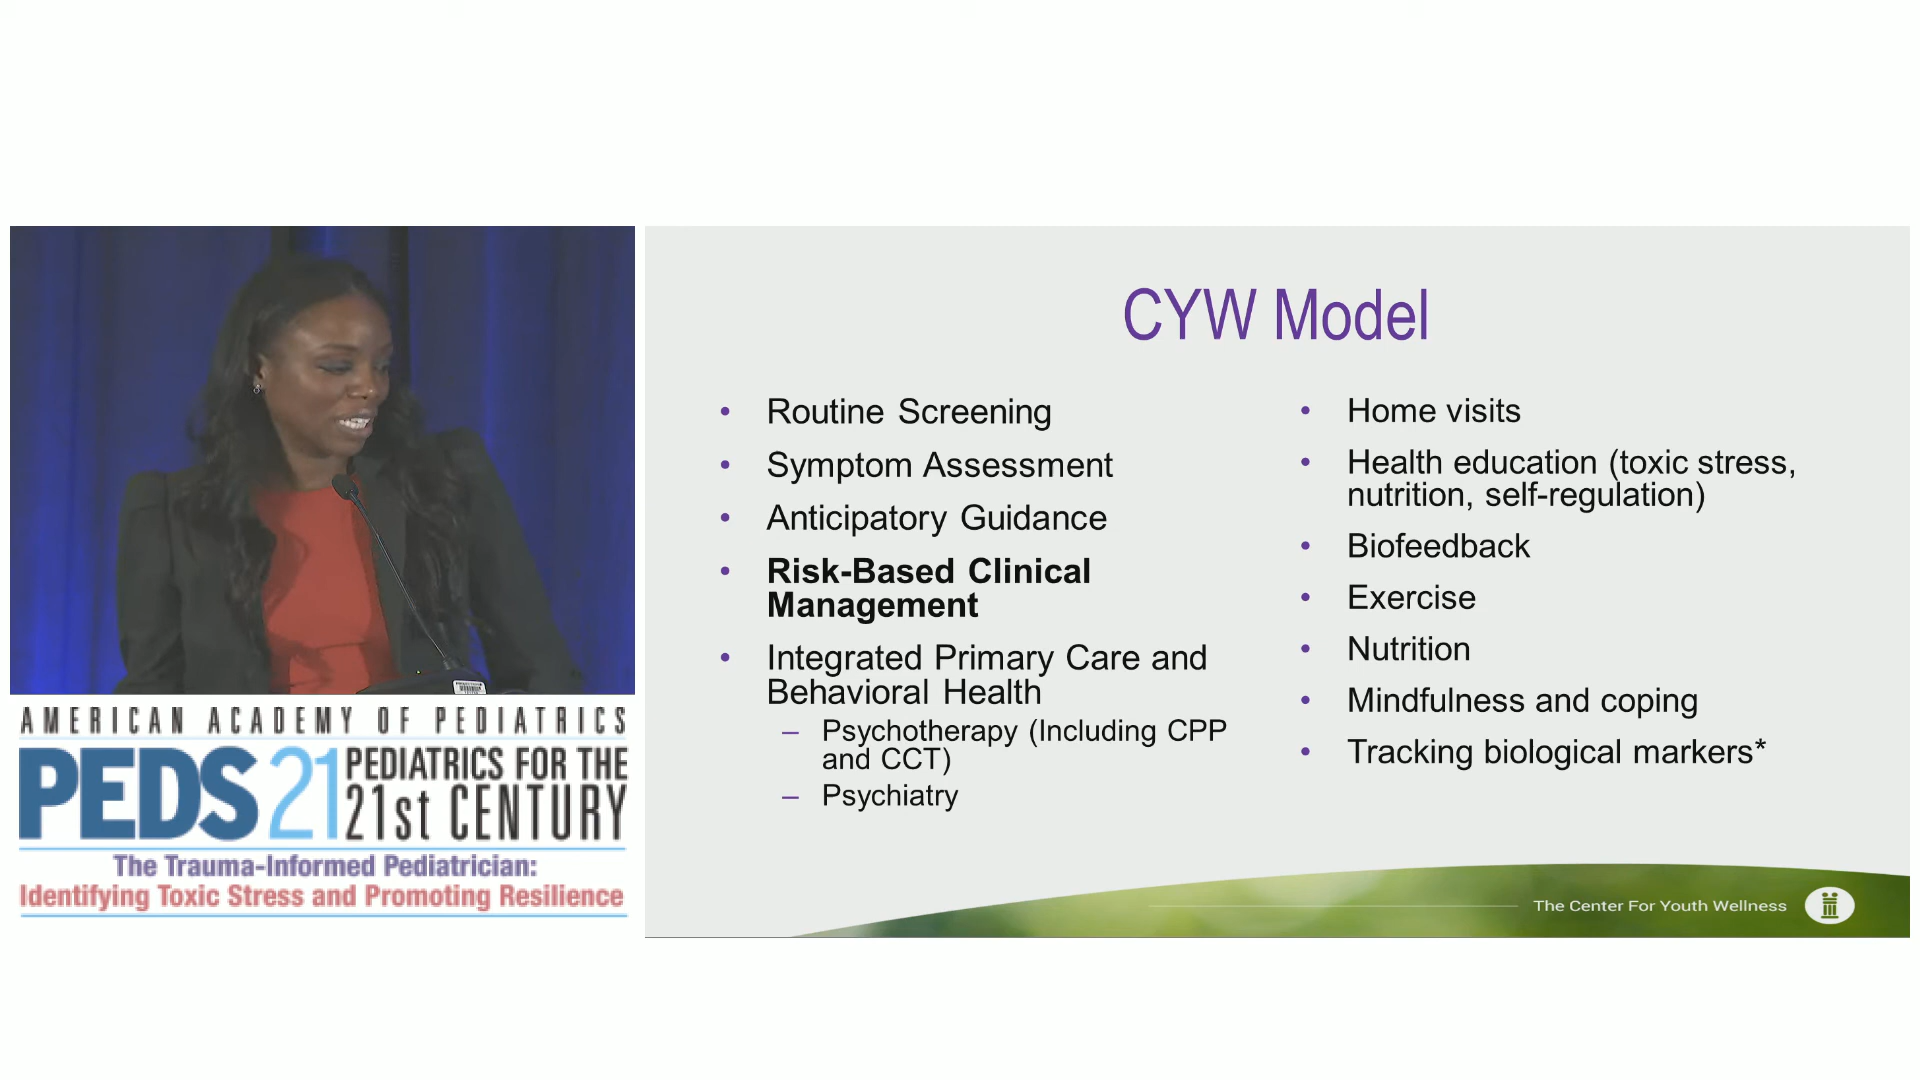 AMERICAN ACADEMY OF PEDIATRICS
PEDS 21 PEDIATRICS FOR THE
21st CENTURY
The Trauma-Informed Pediatrician:
Identifying Toxic Stress and Promoting Resilience
CYW Model
• Routine Screening
• Symptom Assessment
• Anticipatory Guidance
• Risk-Based Clinical
Management
• Integrated Primary Care and
Behavioral Health
– Psychotherapy (Including CPP
and CCT)
– Psychiatry
• Home visits
• Health education (toxic stress,
nutrition, self-regulation)
• Biofeedback
• Exercise
• Nutrition
• Mindfulness and coping
• Tracking biological markers*
The Center For Youth Wellness